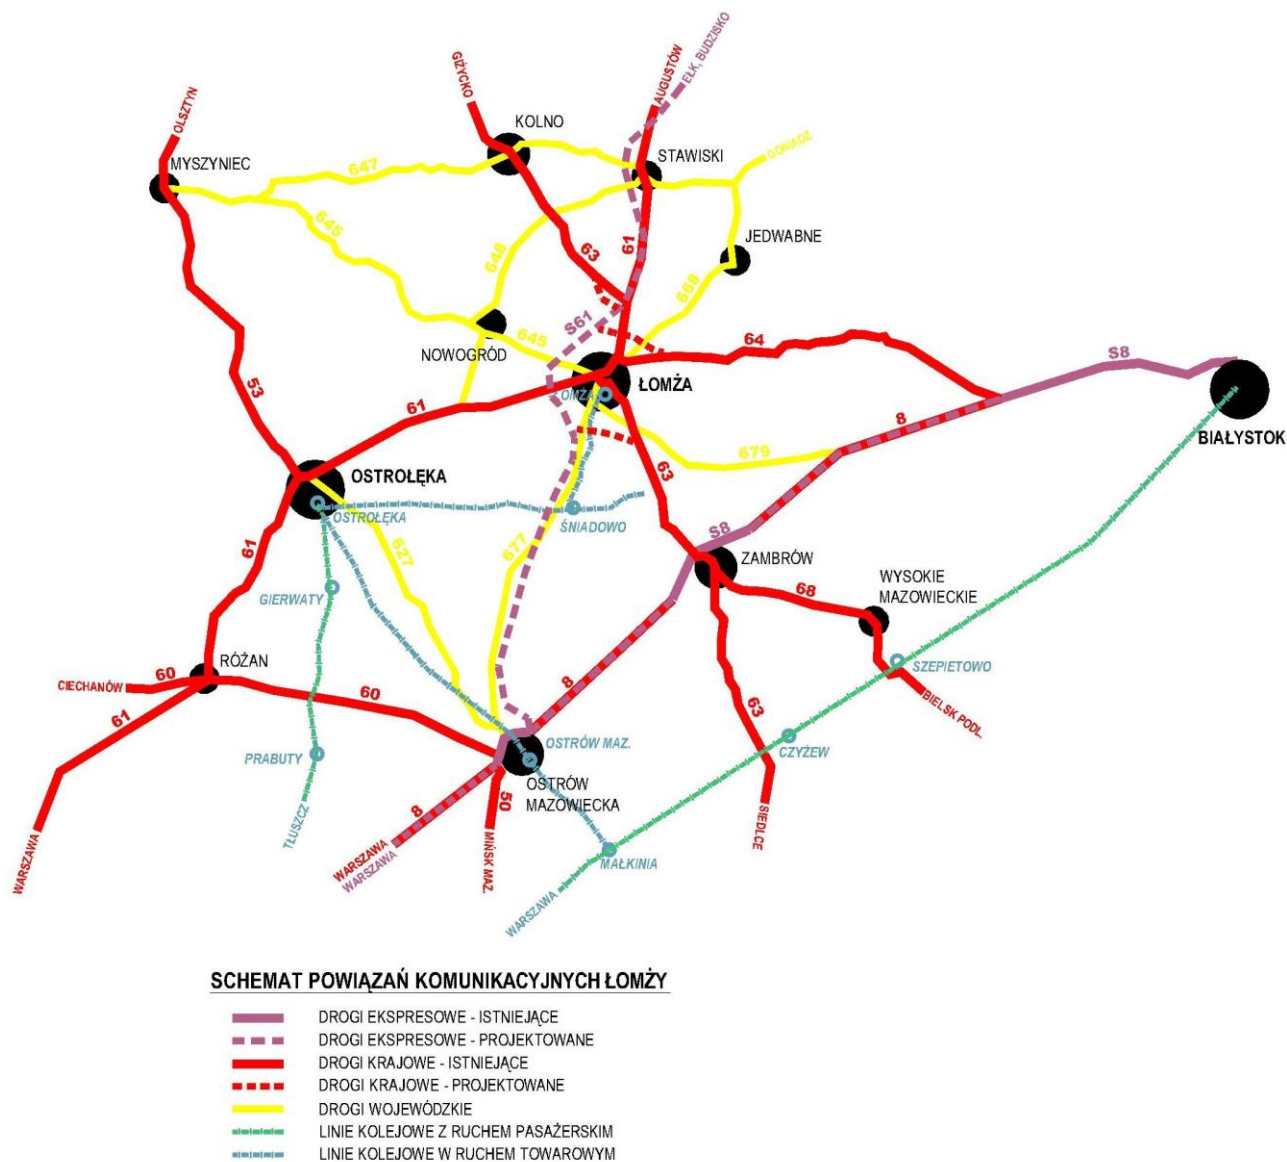 EŁK, BUDZISKO
GIŻYCKO
AUGUSTÓW
OLSZTYN
KOLNO
STAWISKI
GONIĄDZ
MYSZYNIEC
647
645
648
63
61
JEDWABNE
668
S61
NOWOGRÓD
645
64
S8
ŁOMŻA
ŁOMŻA
53
61
8
BIAŁYSTOK
679
63
OSTROŁĘKA
OSTROŁĘKA
ŚNIADOWO
S8
61
627
677
ZAMBRÓW
WYSOKIE
MAZOWIECKIE
68
GIERWATY
RÓŻAN
SZEPIETOWO
CIECHANÓW
60
60
8
63
BIELSK PODL.
61
PRABUTY
OSTRÓW MAZ.
CZYŻEW
OSTRÓW
MAZOWIECKA
8
50
TŁUSZCZ
SIEDLCE
WARSZAWA
WARSZAWA
WARSZAWA
MIŃSK MAZ.
MAŁKINIA
WARSZAWA
SCHEMAT POWIĄZAŃ KOMUNIKACYJNYCH ŁOMŻY
DROGI EKSPRESOWE - ISTNIEJĄCE
DROGI EKSPRESOWE - PROJEKTOWANE
DROGI KRAJOWE - ISTNIEJĄCE
DROGI KRAJOWE - PROJEKTOWANE
DROGI WOJEWÓDZKIE
LINIE KOLEJOWE Z RUCHEM PASAŻERSKIM
LINIE KOLEJOWE W RUCHEM TOWAROWYM